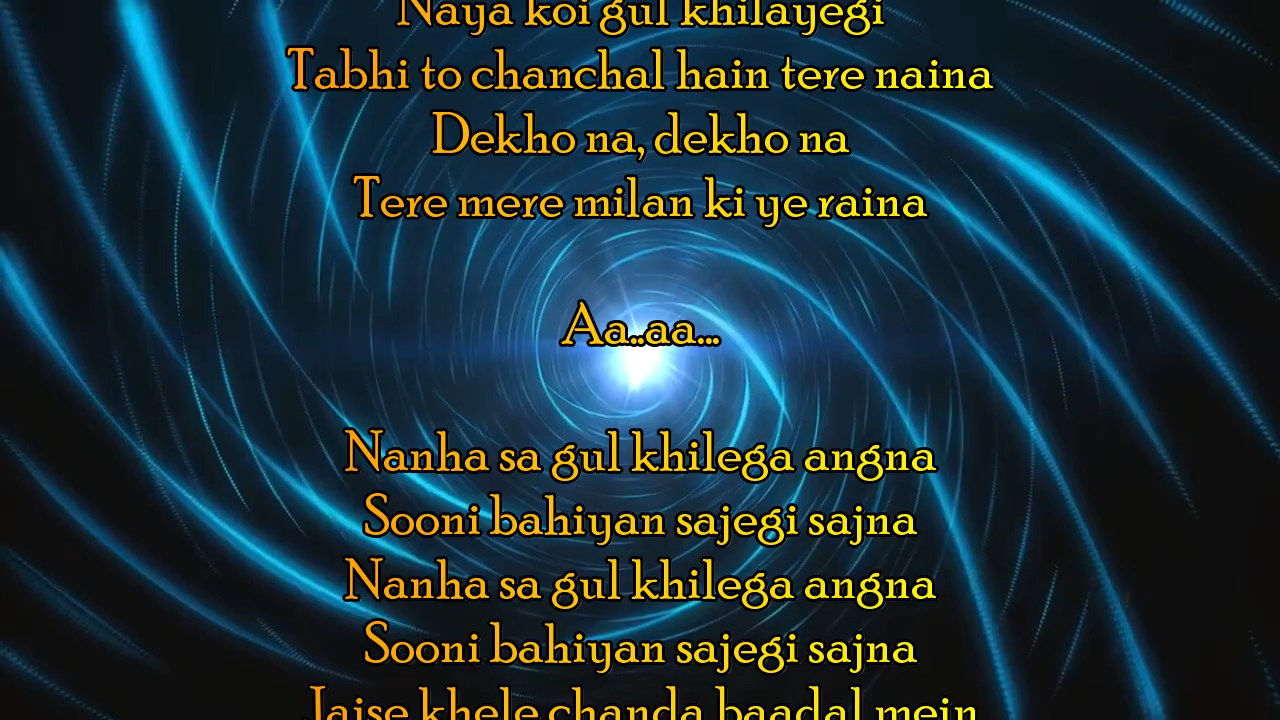 Naya koi gul khilayegi
Tabhi to chanchal hain tere naina
Dekho na, dekho na
Tere mere milan ki ye raina
Aa..aa...
Nanha sa gul khilega angna
Sooni bahiyan sajegi sajna
Nanha sa gul khilega angna
Sooni bahiyan sajegi sajna
Jaise khele chanda baadal mein